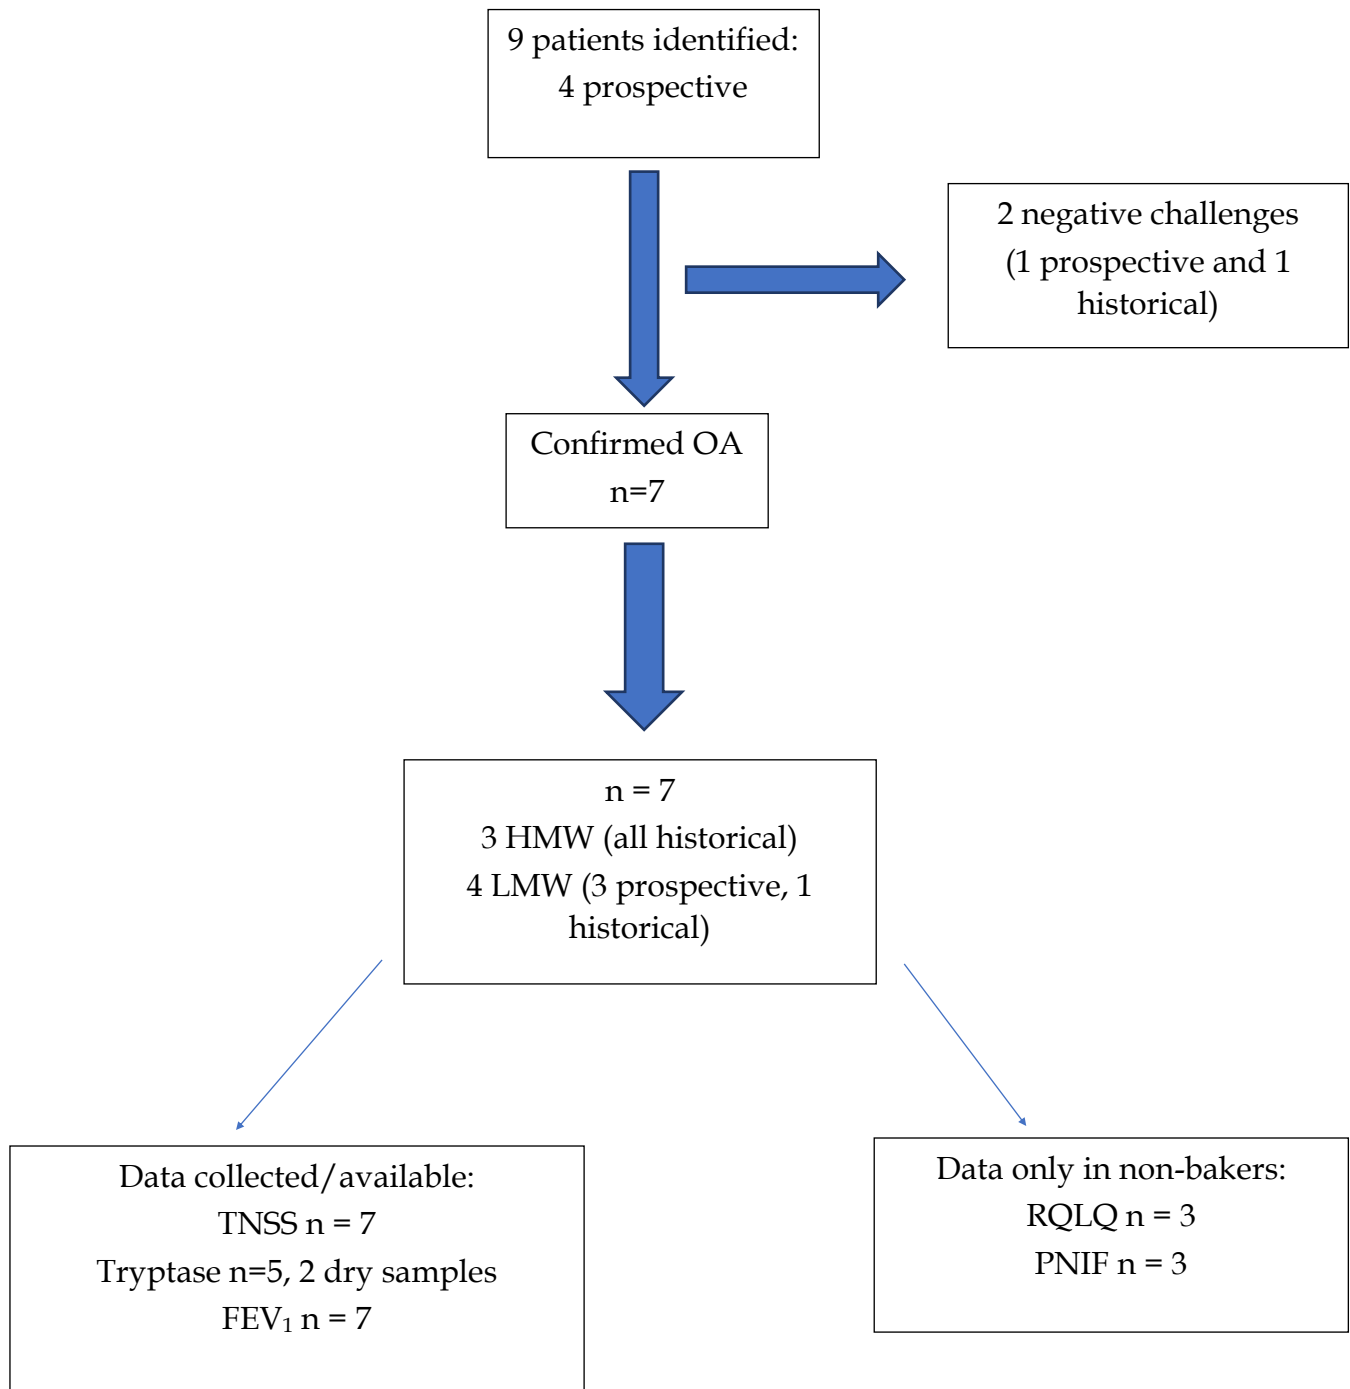 9 patients identified:
4 prospective
2 negative challenges
(1 prospective and 1
historical)
Confirmed OA
n=7
n = 7
3 HMW (all historical)
4 LMW (3 prospective, 1
historical)
Data collected/available:
TNSS n = 7
Tryptase n=5, 2 dry samples
FEV₁ n = 7
Data only in non-bakers:
RQLQ n = 3
PNIF n = 3